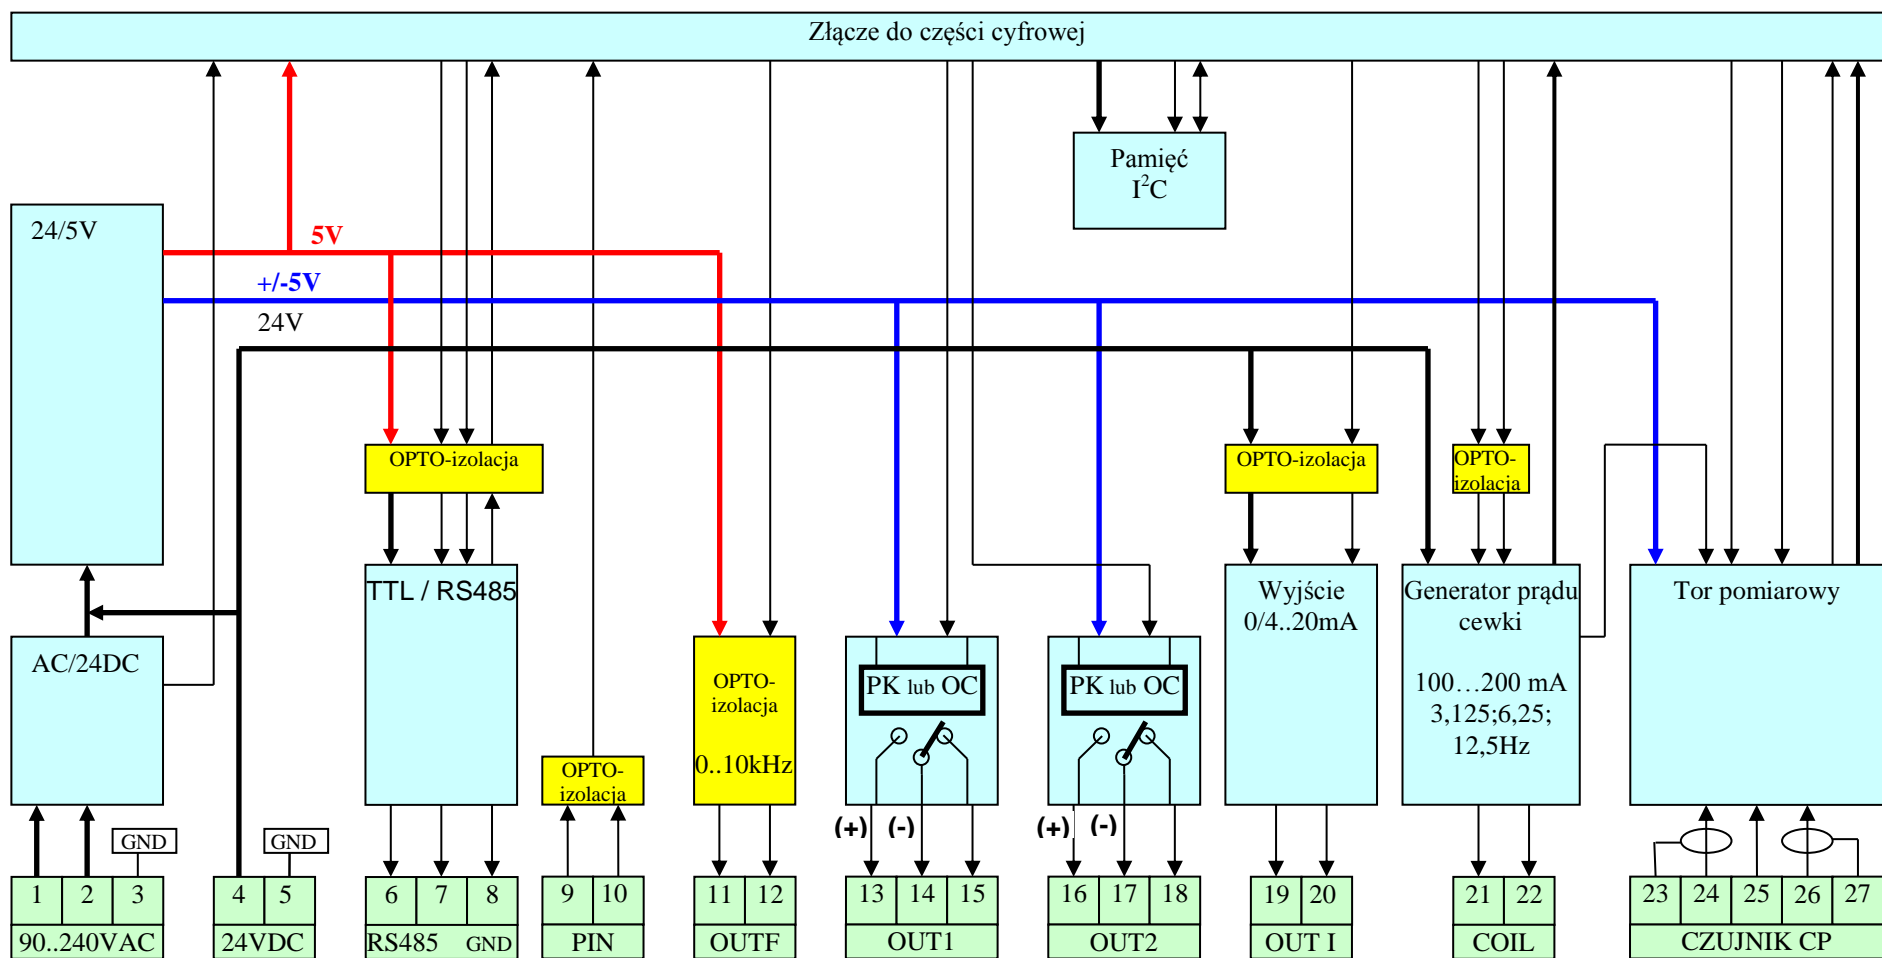 Złącze do części cyfrowej
Pamięć
I²C
24/5V
5V
+/-5V
24V
OPTO-izolacja
OPTO-izolacja
OPTO-
izolacja
TTL / RS485
Wyjście
0/4..20mA
Generator prądu
cewki
100…200 mA
3,125;6,25;
12,5Hz
Tor pomiarowy
AC/24DC
OPTO-
izolacja
0..10kHz
PK lub OC
PK lub OC
OPTO-
izolacja
(+) (-)
(+) (-)
GND
GND
1 2 3
4 5
6 7 8
9 10
11 12
13 14 15
16 17 18
19 20
21 22
23 24 25 26 27
90..240VAC
24VDC
RS485 GND
PIN
OUTF
OUT1
OUT2
OUT I
COIL
CZUJNIK CP